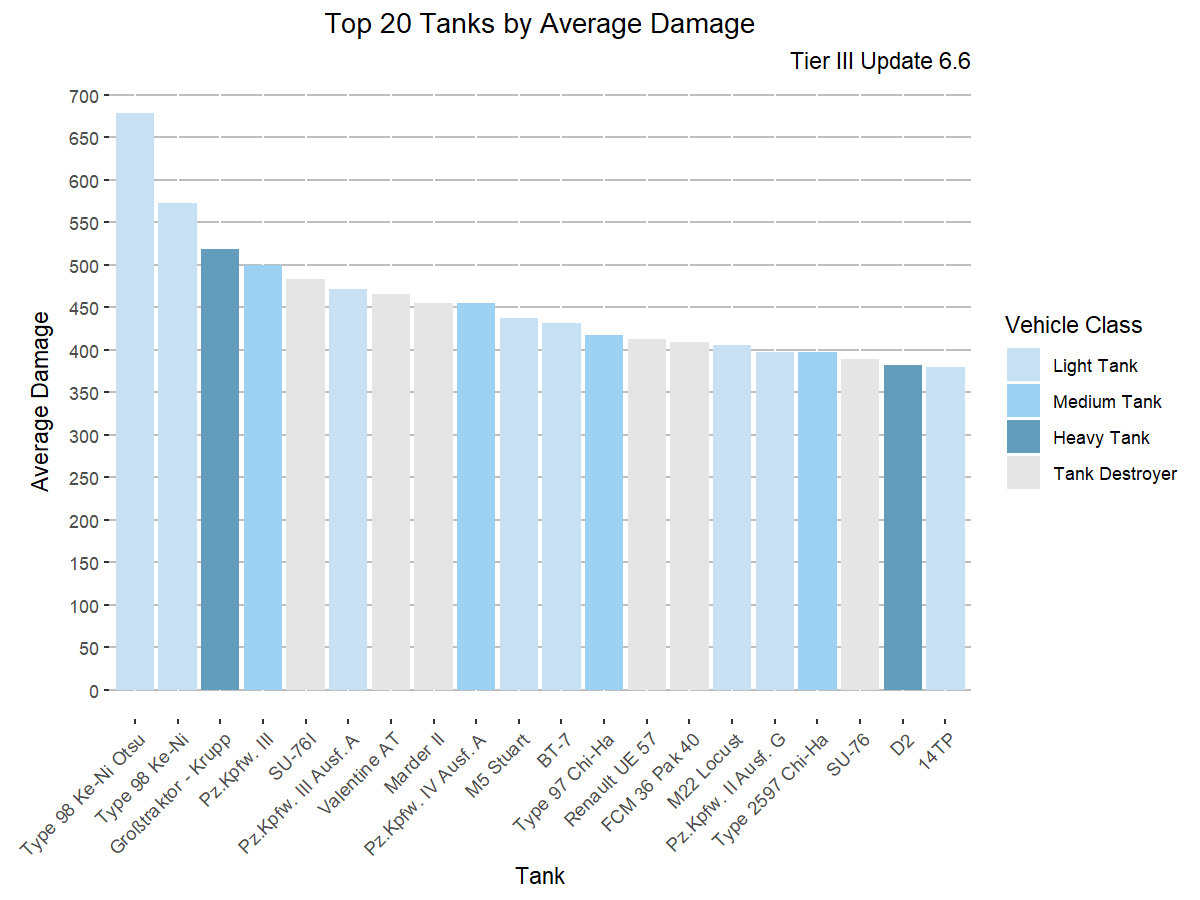 Top 20 Tanks by Average Damage
Tier III Update 6.6
700
650
600
550
500
450
400
350
300
250
200
150
100
50
0
Average Damage
Type 98 Ke-Ni Otsu
Type 98 Ke-Ni
Großtraktor - Krupp
Pz.Kpfw. III
SU-76I
Pz.Kpfw. III Ausf. A
Valentine AT
Marder II
Pz.Kpfw. IV Ausf. A
M5 Stuart
BT-7
Type 97 Chi-Ha
Renault UE 57
FCM 36 Pak 40
M22 Locust
Pz.Kpfw. II Ausf. G
Type 2597 Chi-Ha
SU-76
D2
14TP
Tank
Vehicle Class
Light Tank
Medium Tank
Heavy Tank
Tank Destroyer